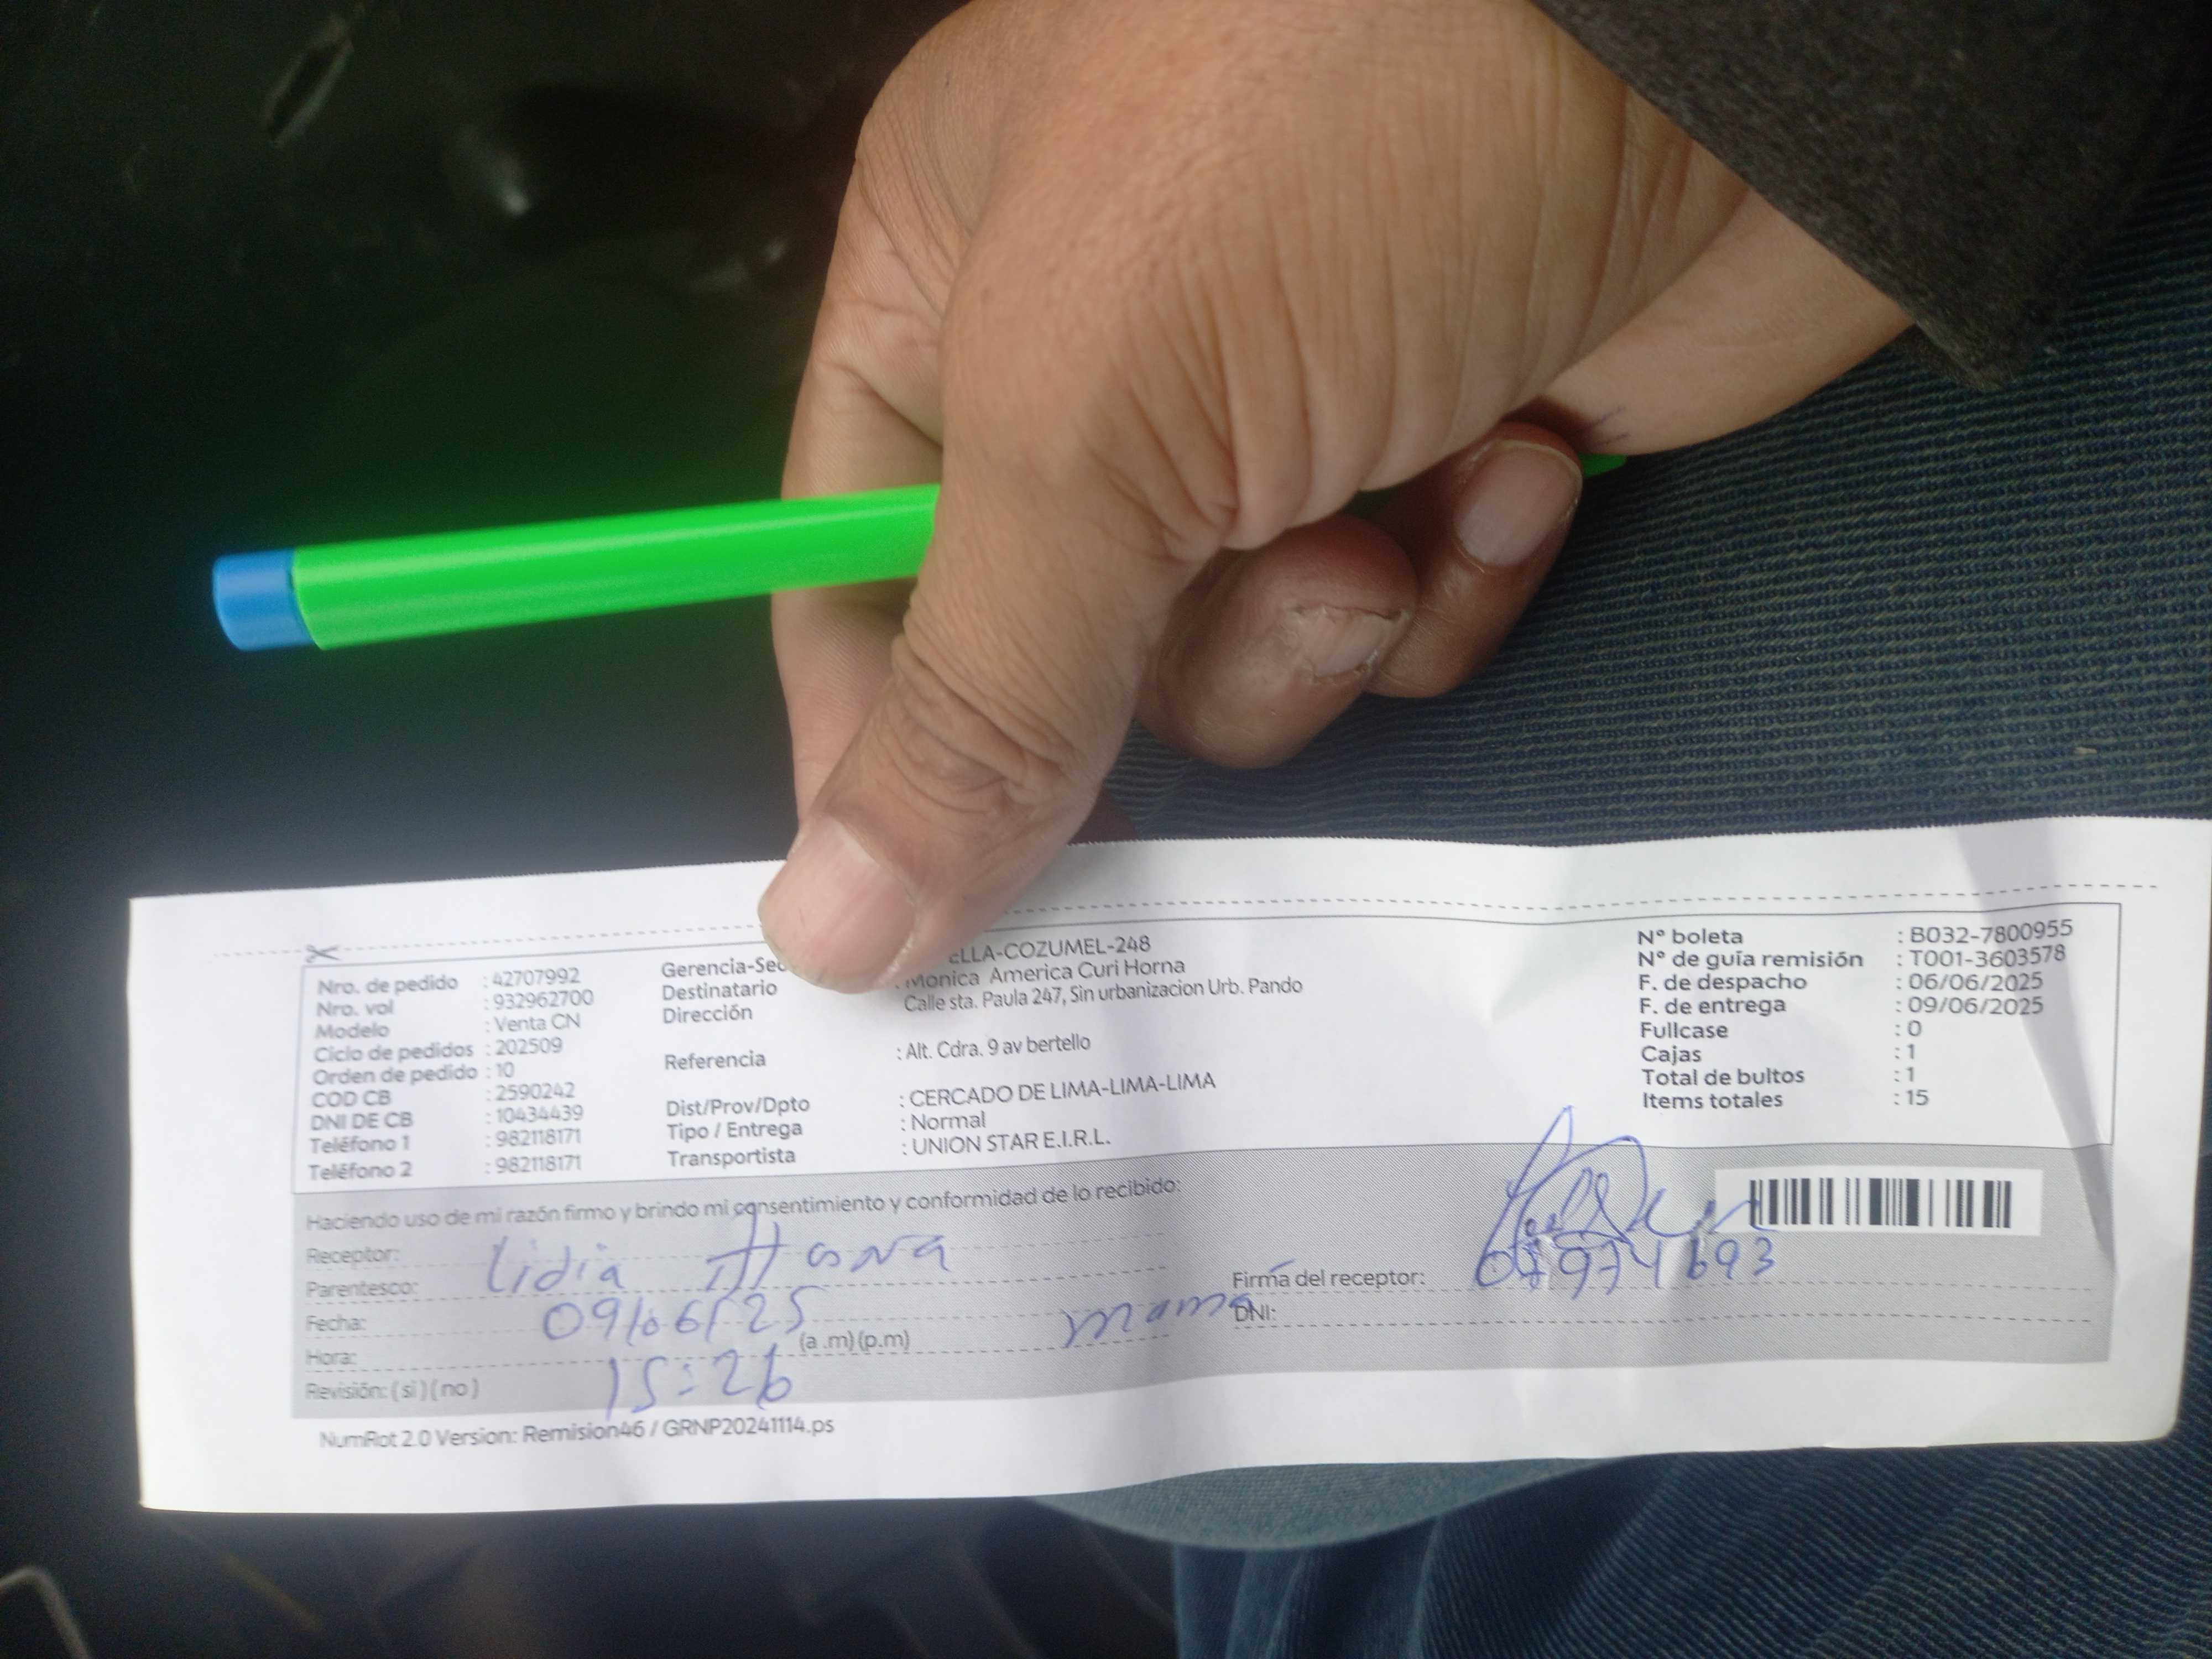 Nro. de pedido : 42707992
Nro. vol : 932962700
Modelo : Venta CN
Ciclo de pedidos : 202509
Orden de pedido : 10
COD CB : 2590242
DNI DE CB : 10434439
Teléfono 1 : 982118171
Teléfono 2 : 982118171
Gerencia-Sec ELLA-COZUMEL-248
Destinatario : Monica America Curi Horna
Dirección Calle sta. Paula 247, Sin urbanizacion Urb. Pando
Referencia : Alt. Cdra. 9 av bertello
Dist/Prov/Dpto : CERCADO DE LIMA-LIMA-LIMA
Tipo / Entrega : Normal
Transportista : UNION STAR E.I.R.L.
N° boleta : B032-7800955
N° de guía remisión : T001-3603578
F. de despacho : 06/06/2025
F. de entrega : 09/06/2025
Fullcase : 0
Cajas : 1
Total de bultos : 1
Items totales : 15
Haciendo uso de mi razón firmo y brindo mi consentimiento y conformidad de lo recibido:
Receptor: Lidia
Parentesco: mama
Fecha: 09/06/25
Hora: 15:26 (a .m) (p.m)
Revisión: ( si ) ( no )
Firma del receptor:
DNI:
NumRot 2.0 Version: Remision46 / GRNP20241114.ps